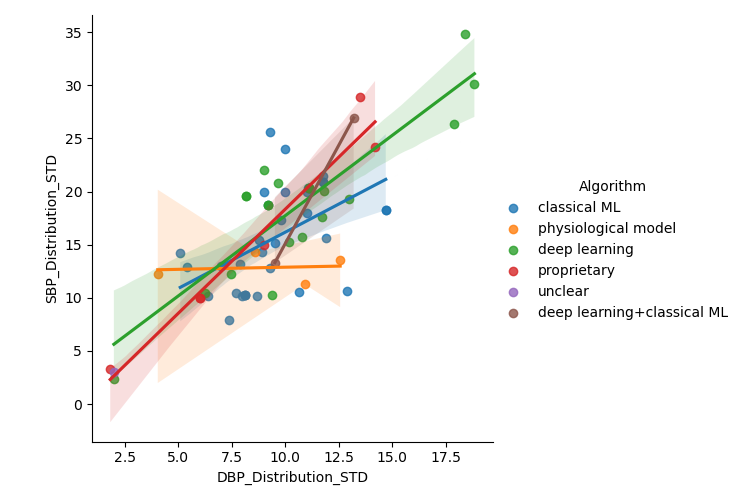 35
30
25
20
15
10
5
0
SBP_Distribution_STD
2.5 5.0 7.5 10.0 12.5 15.0 17.5
DBP_Distribution_STD
Algorithm
classical ML
physiological model
deep learning
proprietary
unclear
deep learning+classical ML